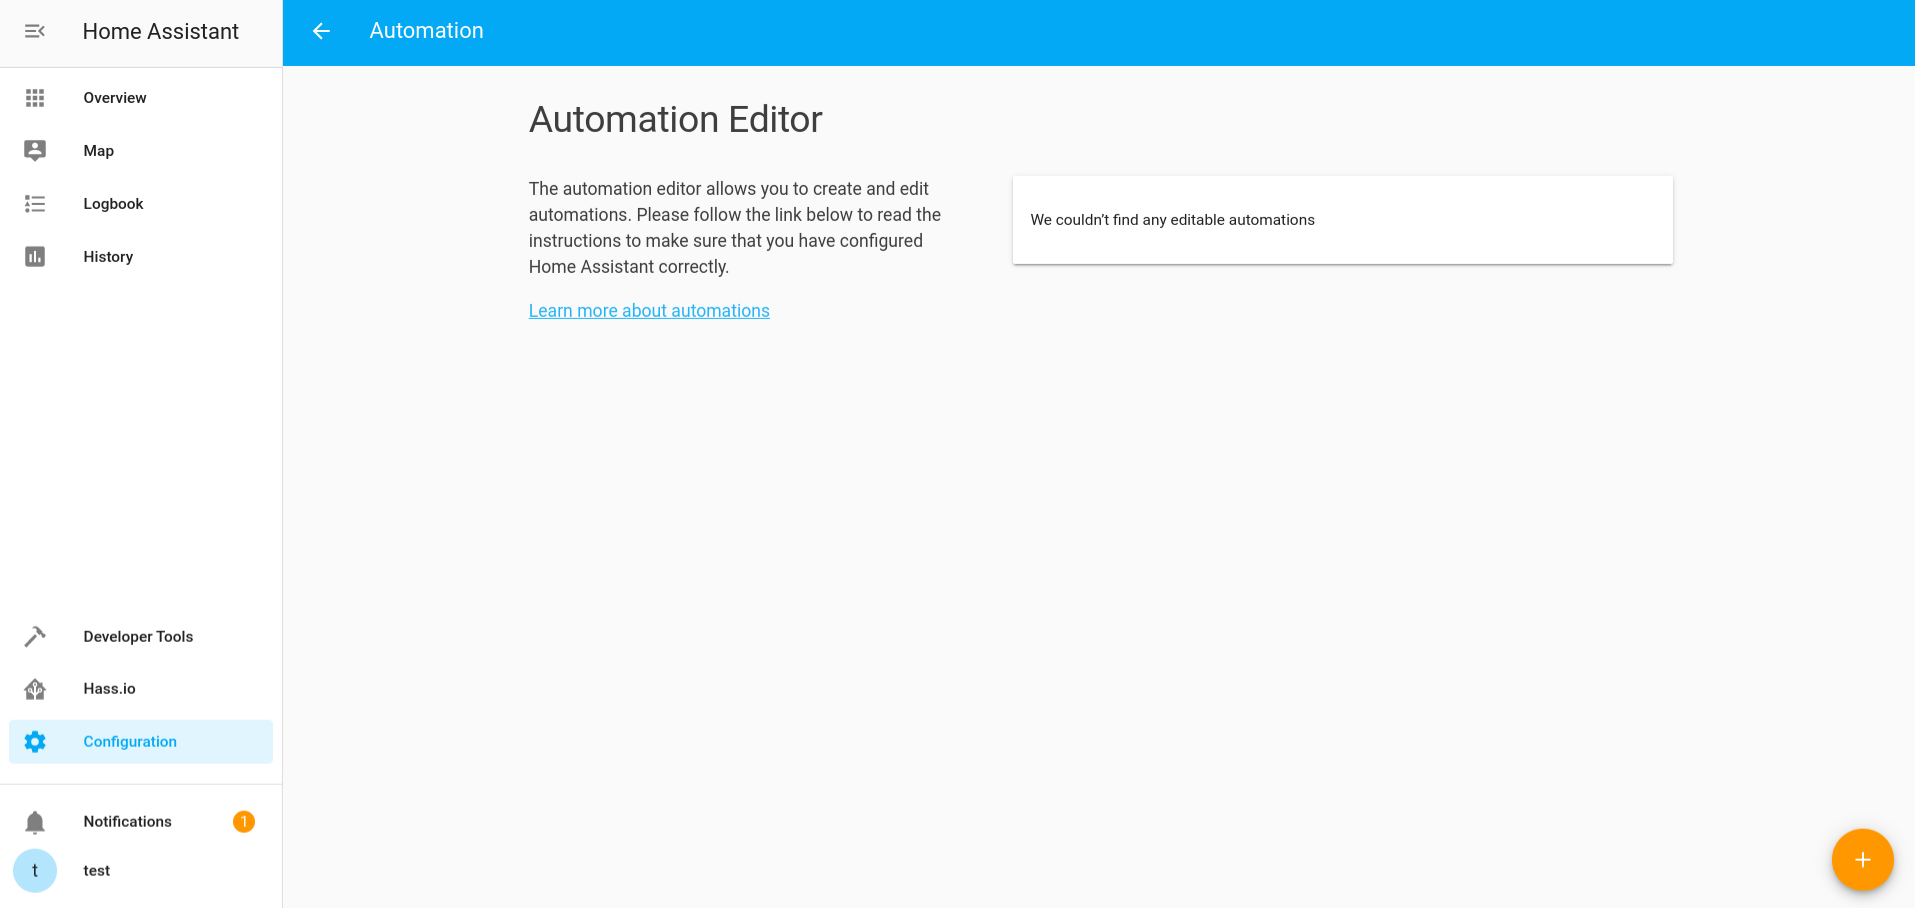 Home Assistant
Automation
Overview
Map
Logbook
History
Automation Editor
The automation editor allows you to create and edit
automations. Please follow the link below to read the
instructions to make sure that you have configured
Home Assistant correctly.
Learn more about automations
We couldn’t find any editable automations
Developer Tools
Hass.io
Configuration
Notifications 1
t test